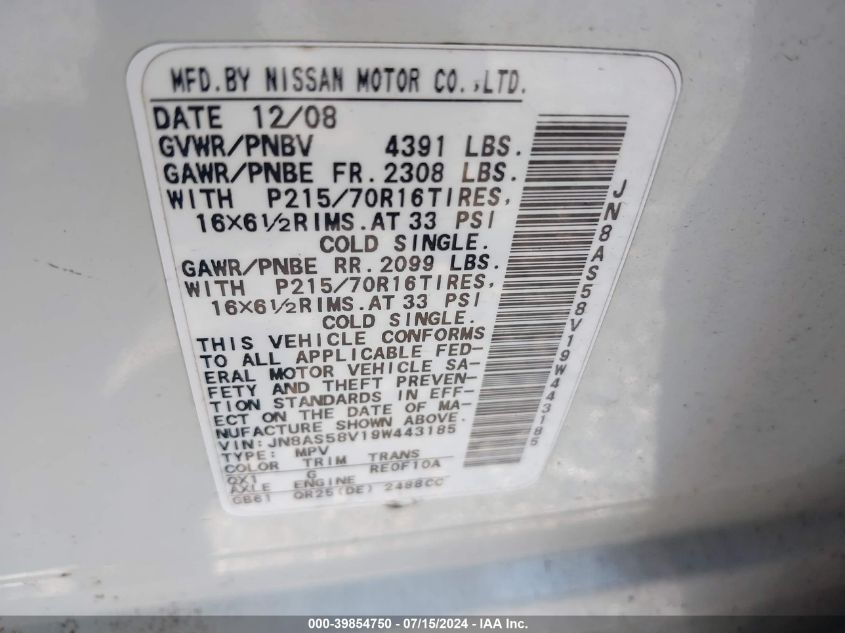 MFD.BY NISSAN MOTOR CO.,LTD.
DATE 12/08
GVWR/PNBV 4391 LBS.
GAWR/PNBE FR.2308 LBS.
WITH P215/70R16TIRES,
16X6½RIMS.AT 33 PSI
COLD SINGLE.
GAWR/PNBE RR.2099 LBS.
WITH P215/70R16TIRES,
16X6½RIMS.AT 33 PSI
COLD SINGLE.
THIS VEHICLE CONFORMS
TO ALL APPLICABLE FED-
ERAL MOTOR VEHICLE SA-
FETY AND THEFT PREVEN-
TION STANDARDS IN EFF-
ECT ON THE DATE OF MA-
NUFACTURE SHOWN ABOVE.
VIN: JN8AS58V19W443185
TYPE: MPV
COLOR TRIM TRANS
QX1 G RE0F10A
AXLE ENGINE
GB61 QR25(DE) 2488CC
JN8AS58V19W443185
000-39854750 - 07/15/2024 - IAA Inc.